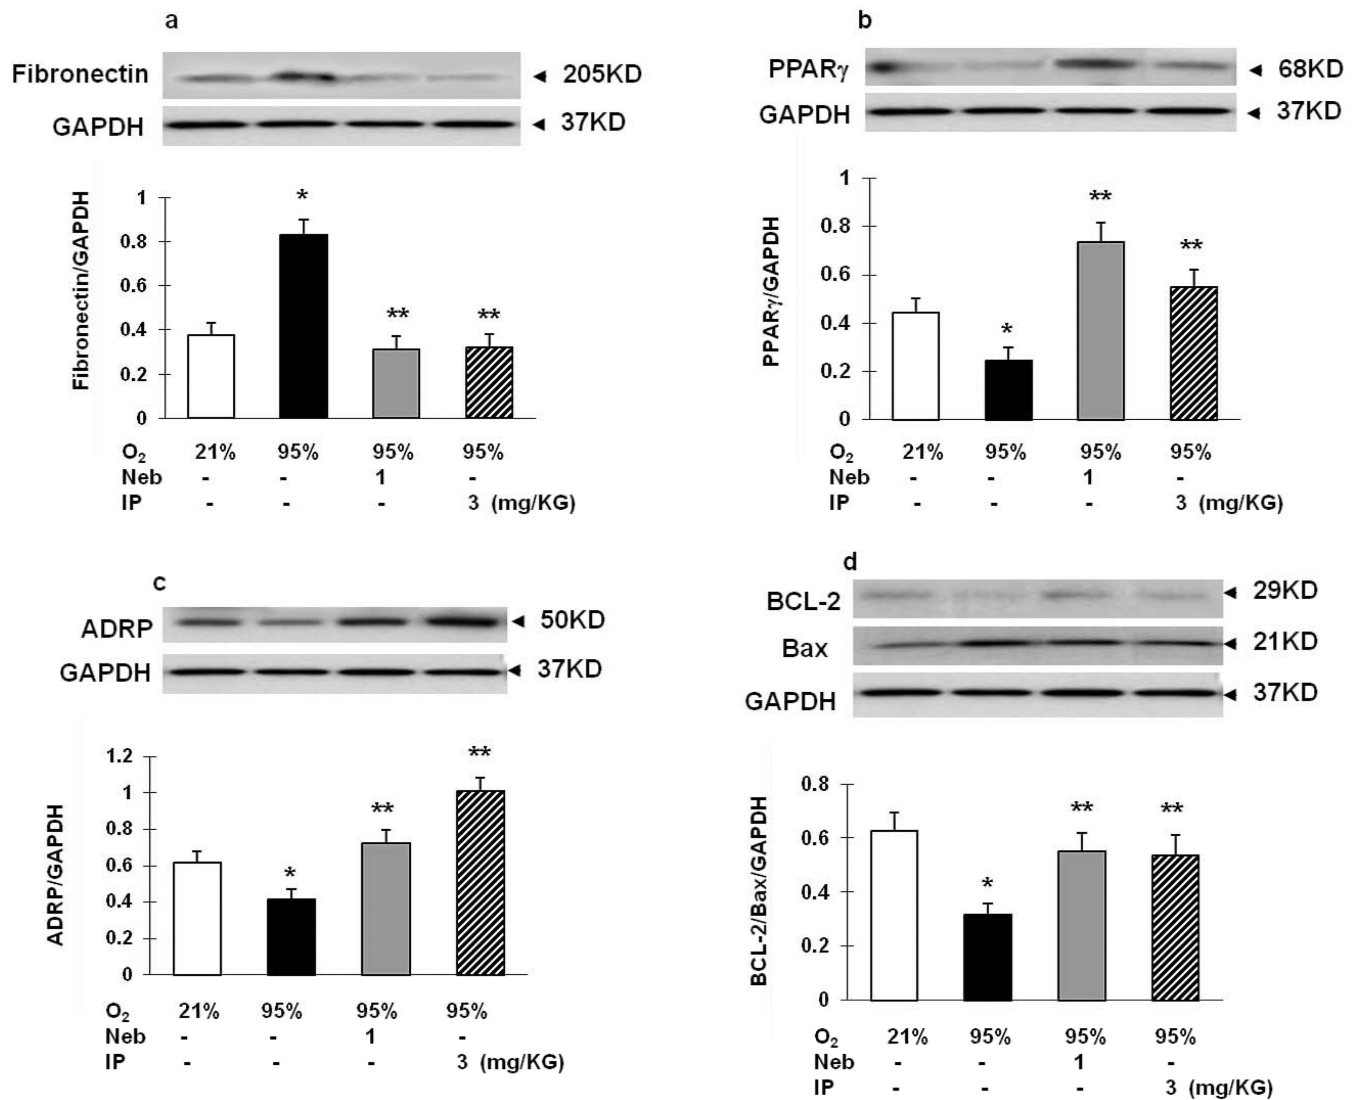 a
Fibronectin
205KD
GAPDH
37KD
Fibronectin/GAPDH
1
0.8
0.6
0.4
0.2
0
*
**
**
O2 21% 95% 95% 95%
Neb - - 1 -
IP - - - 3 (mg/KG)
b
PPARγ
68KD
GAPDH
37KD
PPARγ/GAPDH
1
0.8
0.6
0.4
0.2
0
*
**
**
O2 21% 95% 95% 95%
Neb - - 1 -
IP - - - 3 (mg/KG)
c
ADRP
50KD
GAPDH
37KD
ADRP/GAPDH
1.2
1
0.8
0.6
0.4
0.2
0
*
**
**
O2 21% 95% 95% 95%
Neb - - 1 -
IP - - - 3 (mg/KG)
d
BCL-2
29KD
Bax
21KD
GAPDH
37KD
BCL-2/Bax/GAPDH
0.8
0.6
0.4
0.2
0
*
**
**
O2 21% 95% 95% 95%
Neb - - 1 -
IP - - - 3 (mg/KG)